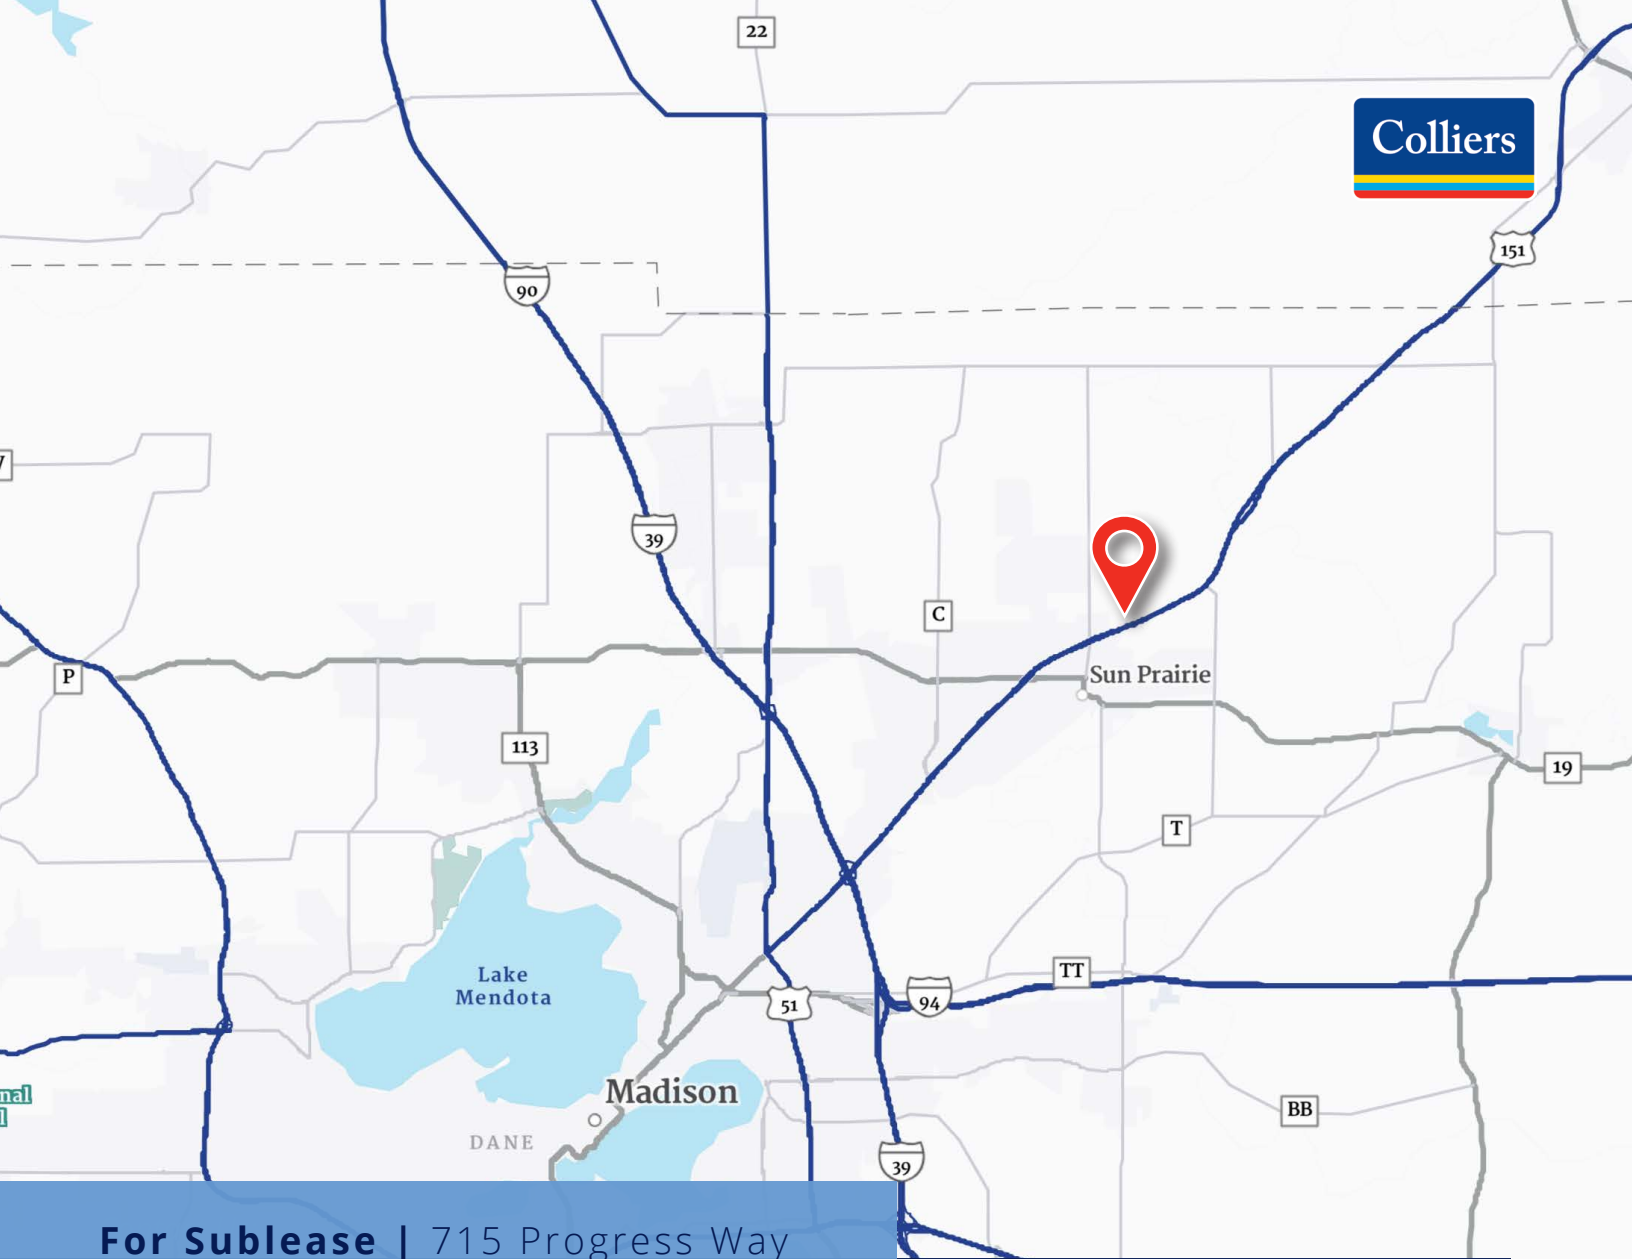 22
Colliers
151
90
39
C
Sun Prairie
P
113
19
T
Lake
Mendota
TT
51
94
Madison
BB
DANE
39
For Sublease | 715 Progress Way